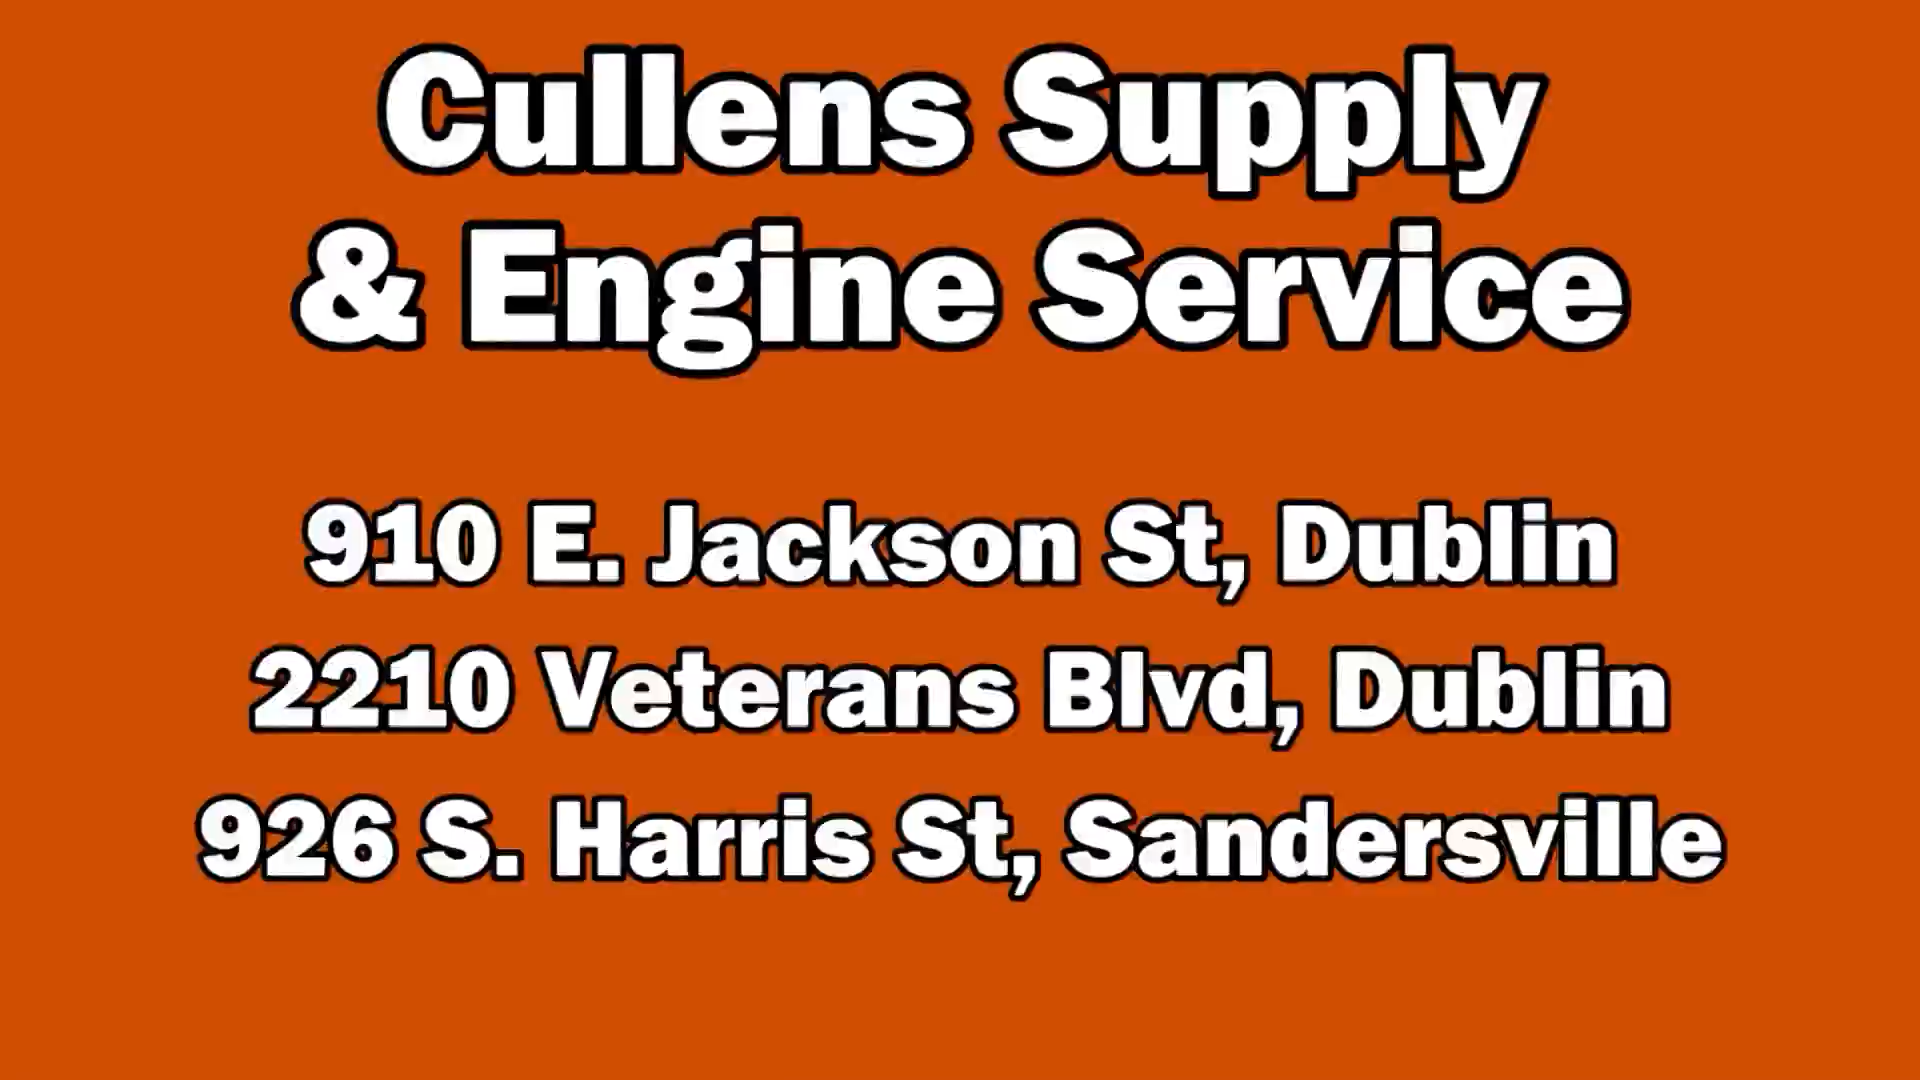 Cullens Supply
& Engine Service
910 E. Jackson St, Dublin
2210 Veterans Blvd, Dublin
926 S. Harris St, Sandersville